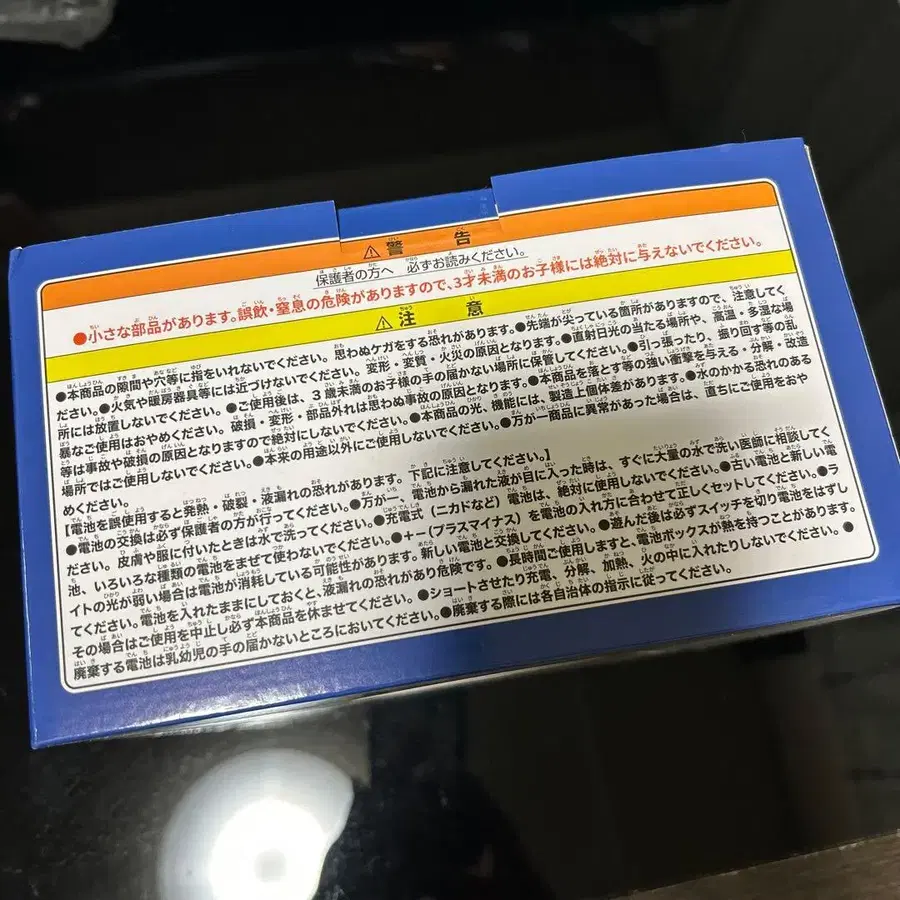 ⚠警告
保護者の方へ 必ずお読みください。
●小さな部品があります。誤飲・窒息の危険がありますので、3才未満のお子様には絶対に与えないでください。
⚠注意
●本商品の隙間や穴等に指をいれないでください。思わぬケガをする恐れがあります。●先端が尖っている箇所がありますので、注意してく
ださい。●火気や暖房器具等には近づけないでください。変形・変質・火災の原因となります。●直射日光の当たる場所や、高温・多湿な場
所には放置しないでください。●ご使用後は、3歳未満のお子様の手の届かない場所に保管してください。●引っ張ったり、振り回す等の乱
暴なご使用はおやめください。破損・変形・部品外れは思わぬ事故の原因となります。●本商品を落とす等の強い衝撃を与える・分解・改造
等は事故や破損の原因となりますので絶対にしないでください。●本商品の光、機能には、製造上個体差があります。●水のかかる恐れのある
場所ではご使用しないでください。●本来の用途以外にご使用しないでください。●万が一商品に異常があった場合は、直ちにご使用をおや
めください。
【電池を誤使用すると発熱・破裂・液漏れの恐れがあります。下記に注意してください。】
●電池の交換は必ず保護者の方が行ってください。●万が一、電池から漏れた液が目に入った時は、すぐに大量の水で洗い医師に相談してく
ださい。皮膚や服に付いたときは水で洗ってください。●充電式(ニカドなど)電池は、絶対に使用しないでください。●古い電池と新しい電
池、いろいろな種類の電池をまぜて使わないでください。●+−(プラスマイナス)を電池の入れ方に合わせて正しくセットしてください。●ラ
イトの光が弱い場合は電池が消耗している可能性があります。新しい電池と交換してください。●遊んだ後は必ずスイッチを切り電池をはずし
てください。電池を入れたままにしておくと、液漏れの恐れがあり危険です。●長時間ご使用しますと、電池ボックスが熱を持つことがあります。
その場合はご使用を中止し必ず本商品を休ませてください。●ショートさせたり充電、分解、加熱、火の中に入れたりしないでください。●
廃棄する電池は乳幼児の手の届かないところにおいてください。●廃棄する際には各自治体の指示に従ってください。